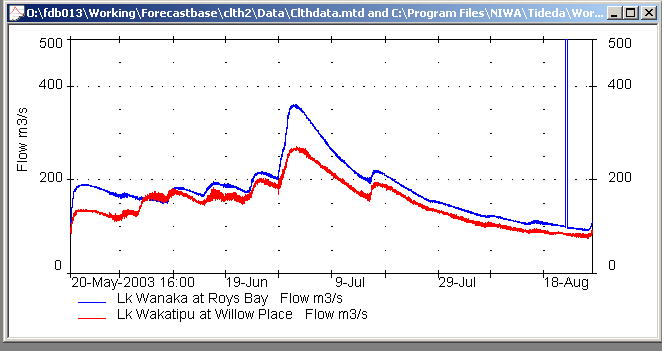 O:\fdb013\Working\Forecastbase\clth2\Data\Clthdata.mtd and C:\Program Files\NIWA\Tideda\Wor...
500 500
400 400
Flow m3/s
200 200
0 0
20-May-2003 16:00 19-Jun 9-Jul 29-Jul 18-Aug
Lk Wanaka at Roys Bay Flow m3/s
Lk Wakatipu at Willow Place Flow m3/s